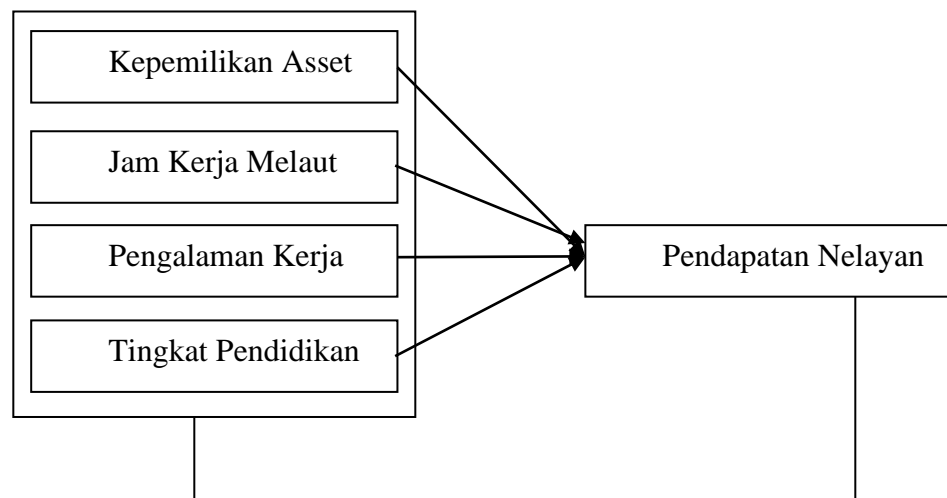 Kepemilikan Asset
Jam Kerja Melaut
Pengalaman Kerja
Pendapatan Nelayan
Tingkat Pendidikan